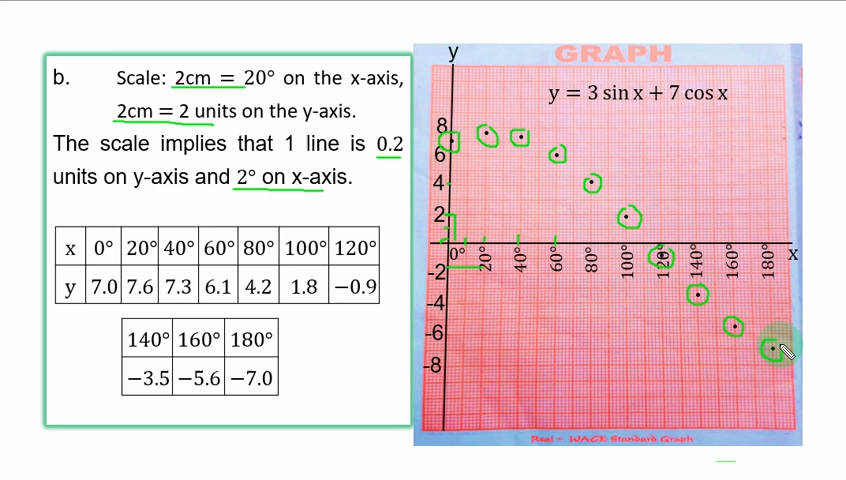 b. Scale: 2cm = 20° on the x-axis,
2cm = 2 units on the y-axis.
The scale implies that 1 line is 0.2
units on y-axis and 2° on x-axis.
x 0° 20° 40° 60° 80° 100° 120°
y 7.0 7.6 7.3 6.1 4.2 1.8 −0.9
140° 160° 180°
−3.5 −5.6 −7.0
GRAPH
y
y = 3 sin x + 7 cos x
8
6
4
2
0° 20° 40° 60° 80° 100° 120° 140° 160° 180° x
-2
-4
-6
-8
Real + WACE Standard Graph